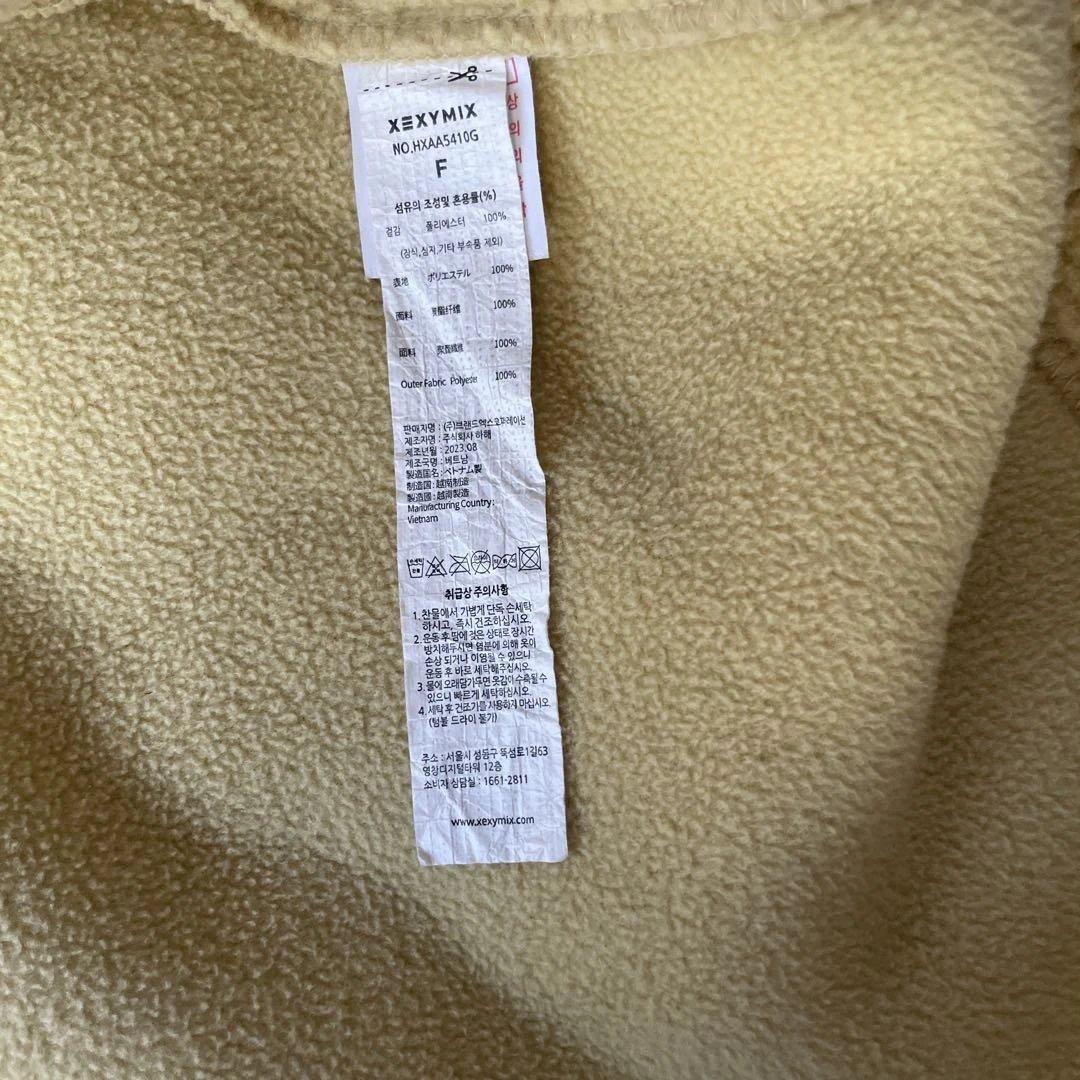 XEXYMIX
NO.HXAA5410G
F
섬유의 조성및 혼용률(%)
겉감 폴리에스터 100%
(장식,심지,기타 부속품 제외)
表地 ポリエステル 100%
面料 聚酯纤维 100%
面料 聚酯纖維 100%
Outer Fabric Polyester 100%
판매자명 : (주)브랜드엑스코퍼레이션
제조자명 : 주식회사 하해
제조년월 : 2023.08
제조국명 : 베트남
製造国名 : ベトナム製
制造国 : 越南制造
製造國 : 越南製造
Manufacturing Country :
Vietnam
취급상 주의사항
1. 찬물에서 가볍게 단독 손세탁
하시고, 즉시 건조하십시오.
2. 운동 후 땀에 젖은 상태로 장시간
방치해두시면 염분에 의해 옷이
손상 되거나 이염될 수 있으니
운동 후 바로 세탁해주십시오.
3. 물에 오래담가두면 옷감이 수축될 수
있으니 빠르게 세탁하십시오.
4. 세탁 후 건조기를 사용하지 마십시오.
(텀블 드라이 불가)
주소 : 서울시 성동구 뚝섬로1길63
영창디지털타워 12층
소비자 상담실 : 1661-2811
www.xexymix.com
상
의